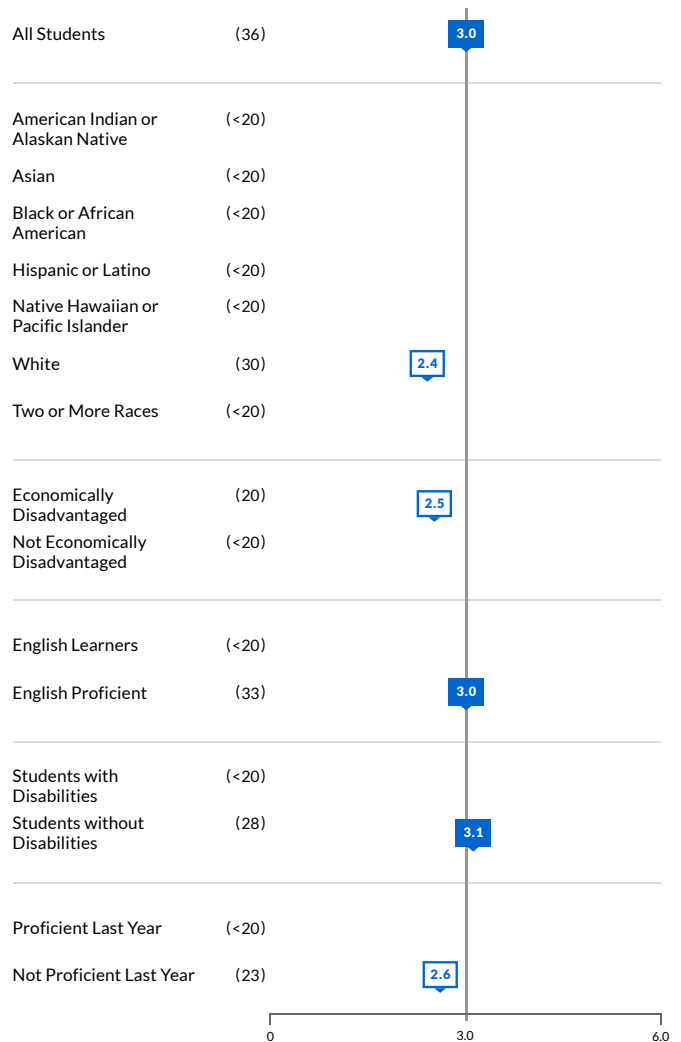 All Students (36) 3.0
American Indian or
Alaskan Native (<20)
Asian (<20)
Black or African
American (<20)
Hispanic or Latino (<20)
Native Hawaiian or
Pacific Islander (<20)
White (30) 2.4
Two or More Races (<20)
Economically
Disadvantaged (20) 2.5
Not Economically
Disadvantaged (<20)
English Learners (<20)
English Proficient (33) 3.0
Students with
Disabilities (<20)
Students without
Disabilities (28) 3.1
Proficient Last Year (<20)
Not Proficient Last Year (23) 2.6
0 3.0 6.0